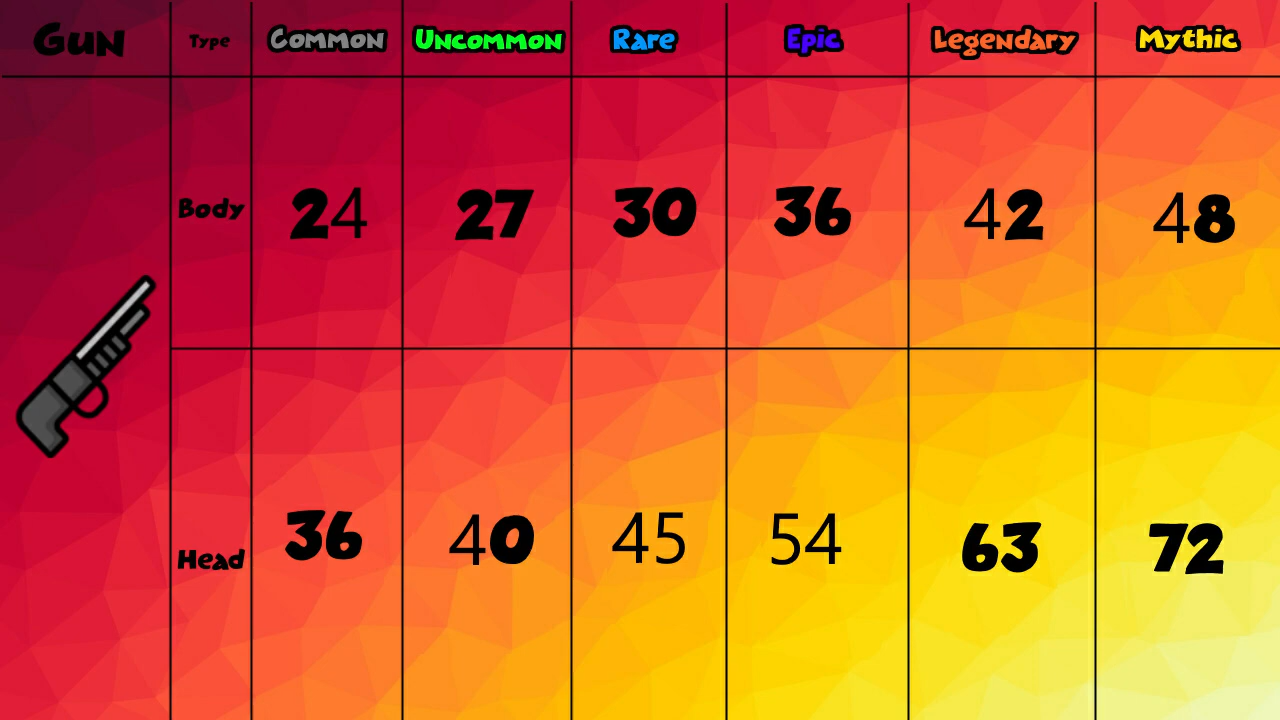 Gun Type Common Uncommon Rare Epic Legendary Mythic
Body 24 27 30 36 42 48
Head 36 40 45 54 63 72